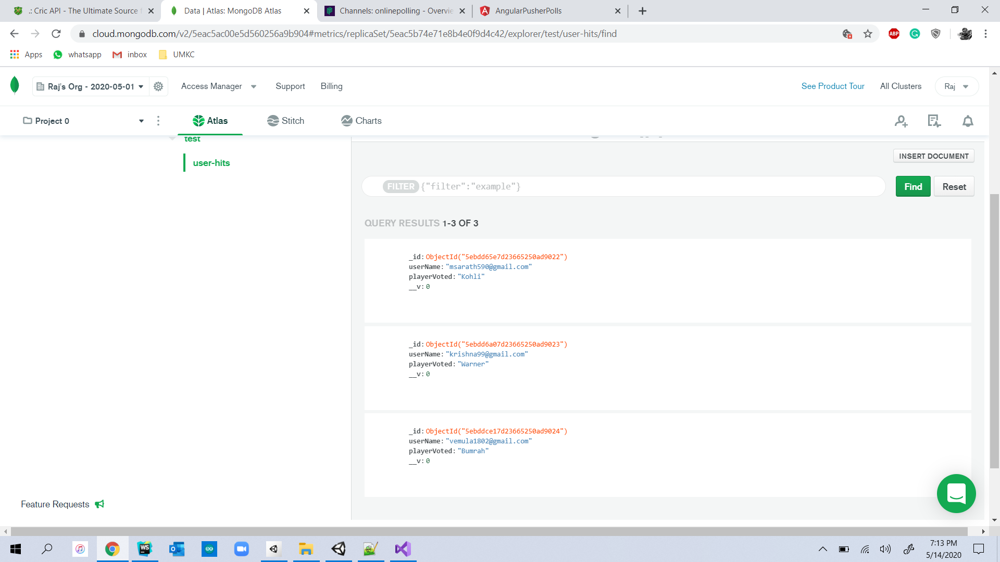 .: Cric API - The Ultimate Source f
Data | Atlas: MongoDB Atlas
Channels: onlinepolling - Overvie
AngularPusherPolls
cloud.mongodb.com/v2/5eac5ac00e5d560256a9b904#metrics/replicaSet/5eac5b74e71e8b4e0f9d4c42/explorer/test/user-hits/find
ABP
Apps
whatsapp
inbox
UMKC
Raj's Org - 2020-05-01
Access Manager
Support
Billing
See Product Tour
All Clusters
Raj
Project 0
Atlas
Stitch
Charts
test
user-hits
INSERT DOCUMENT
FILTER {"filter":"example"}
Find
Reset
QUERY RESULTS 1-3 OF 3
_id: ObjectId("5ebdd65e7d23665250ad9022")
userName: "msarath590@gmail.com"
playerVoted: "Kohli"
__v: 0
_id: ObjectId("5ebdd6a07d23665250ad9023")
userName: "krishna99@gmail.com"
playerVoted: "Warner"
__v: 0
_id: ObjectId("5ebddce17d23665250ad9024")
userName: "vemula1802@gmail.com"
playerVoted: "Bumrah"
__v: 0
Feature Requests
WS
7:13 PM
5/14/2020